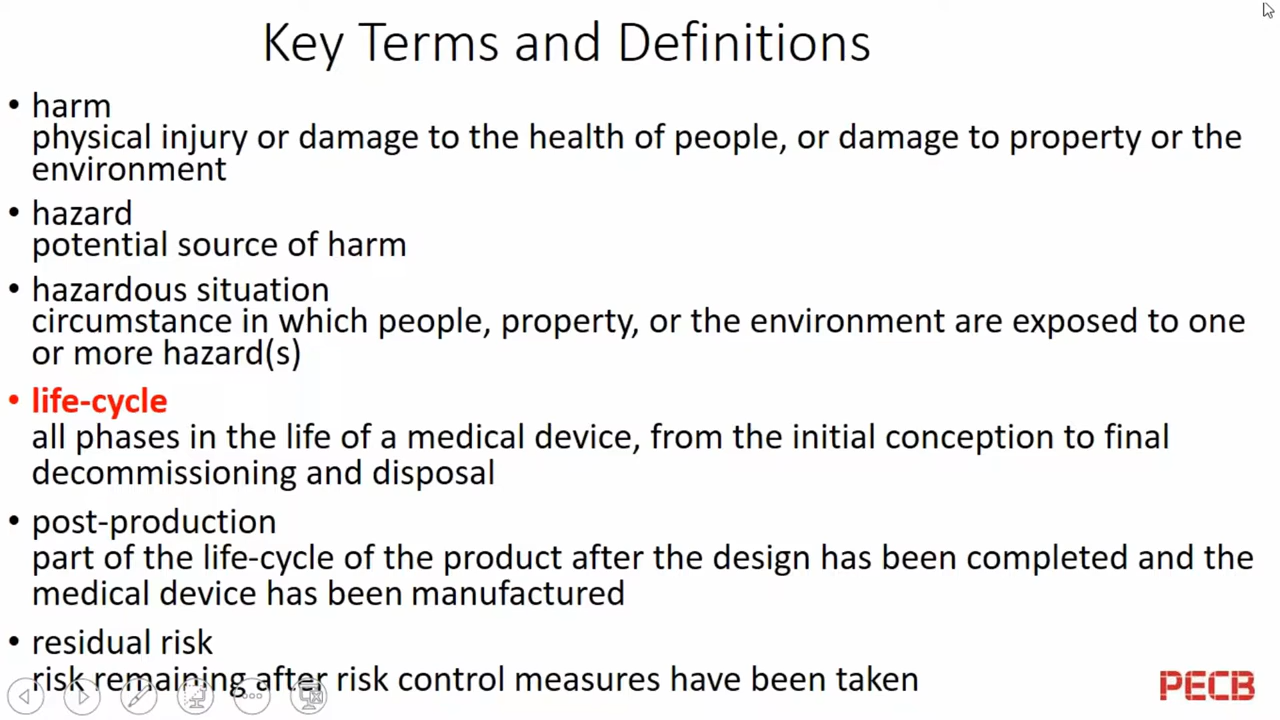 Key Terms and Definitions
• harm
physical injury or damage to the health of people, or damage to property or the
environment
• hazard
potential source of harm
• hazardous situation
circumstance in which people, property, or the environment are exposed to one
or more hazard(s)
• life-cycle
all phases in the life of a medical device, from the initial conception to final
decommissioning and disposal
• post-production
part of the life-cycle of the product after the design has been completed and the
medical device has been manufactured
• residual risk
risk remaining after risk control measures have been taken
PECB